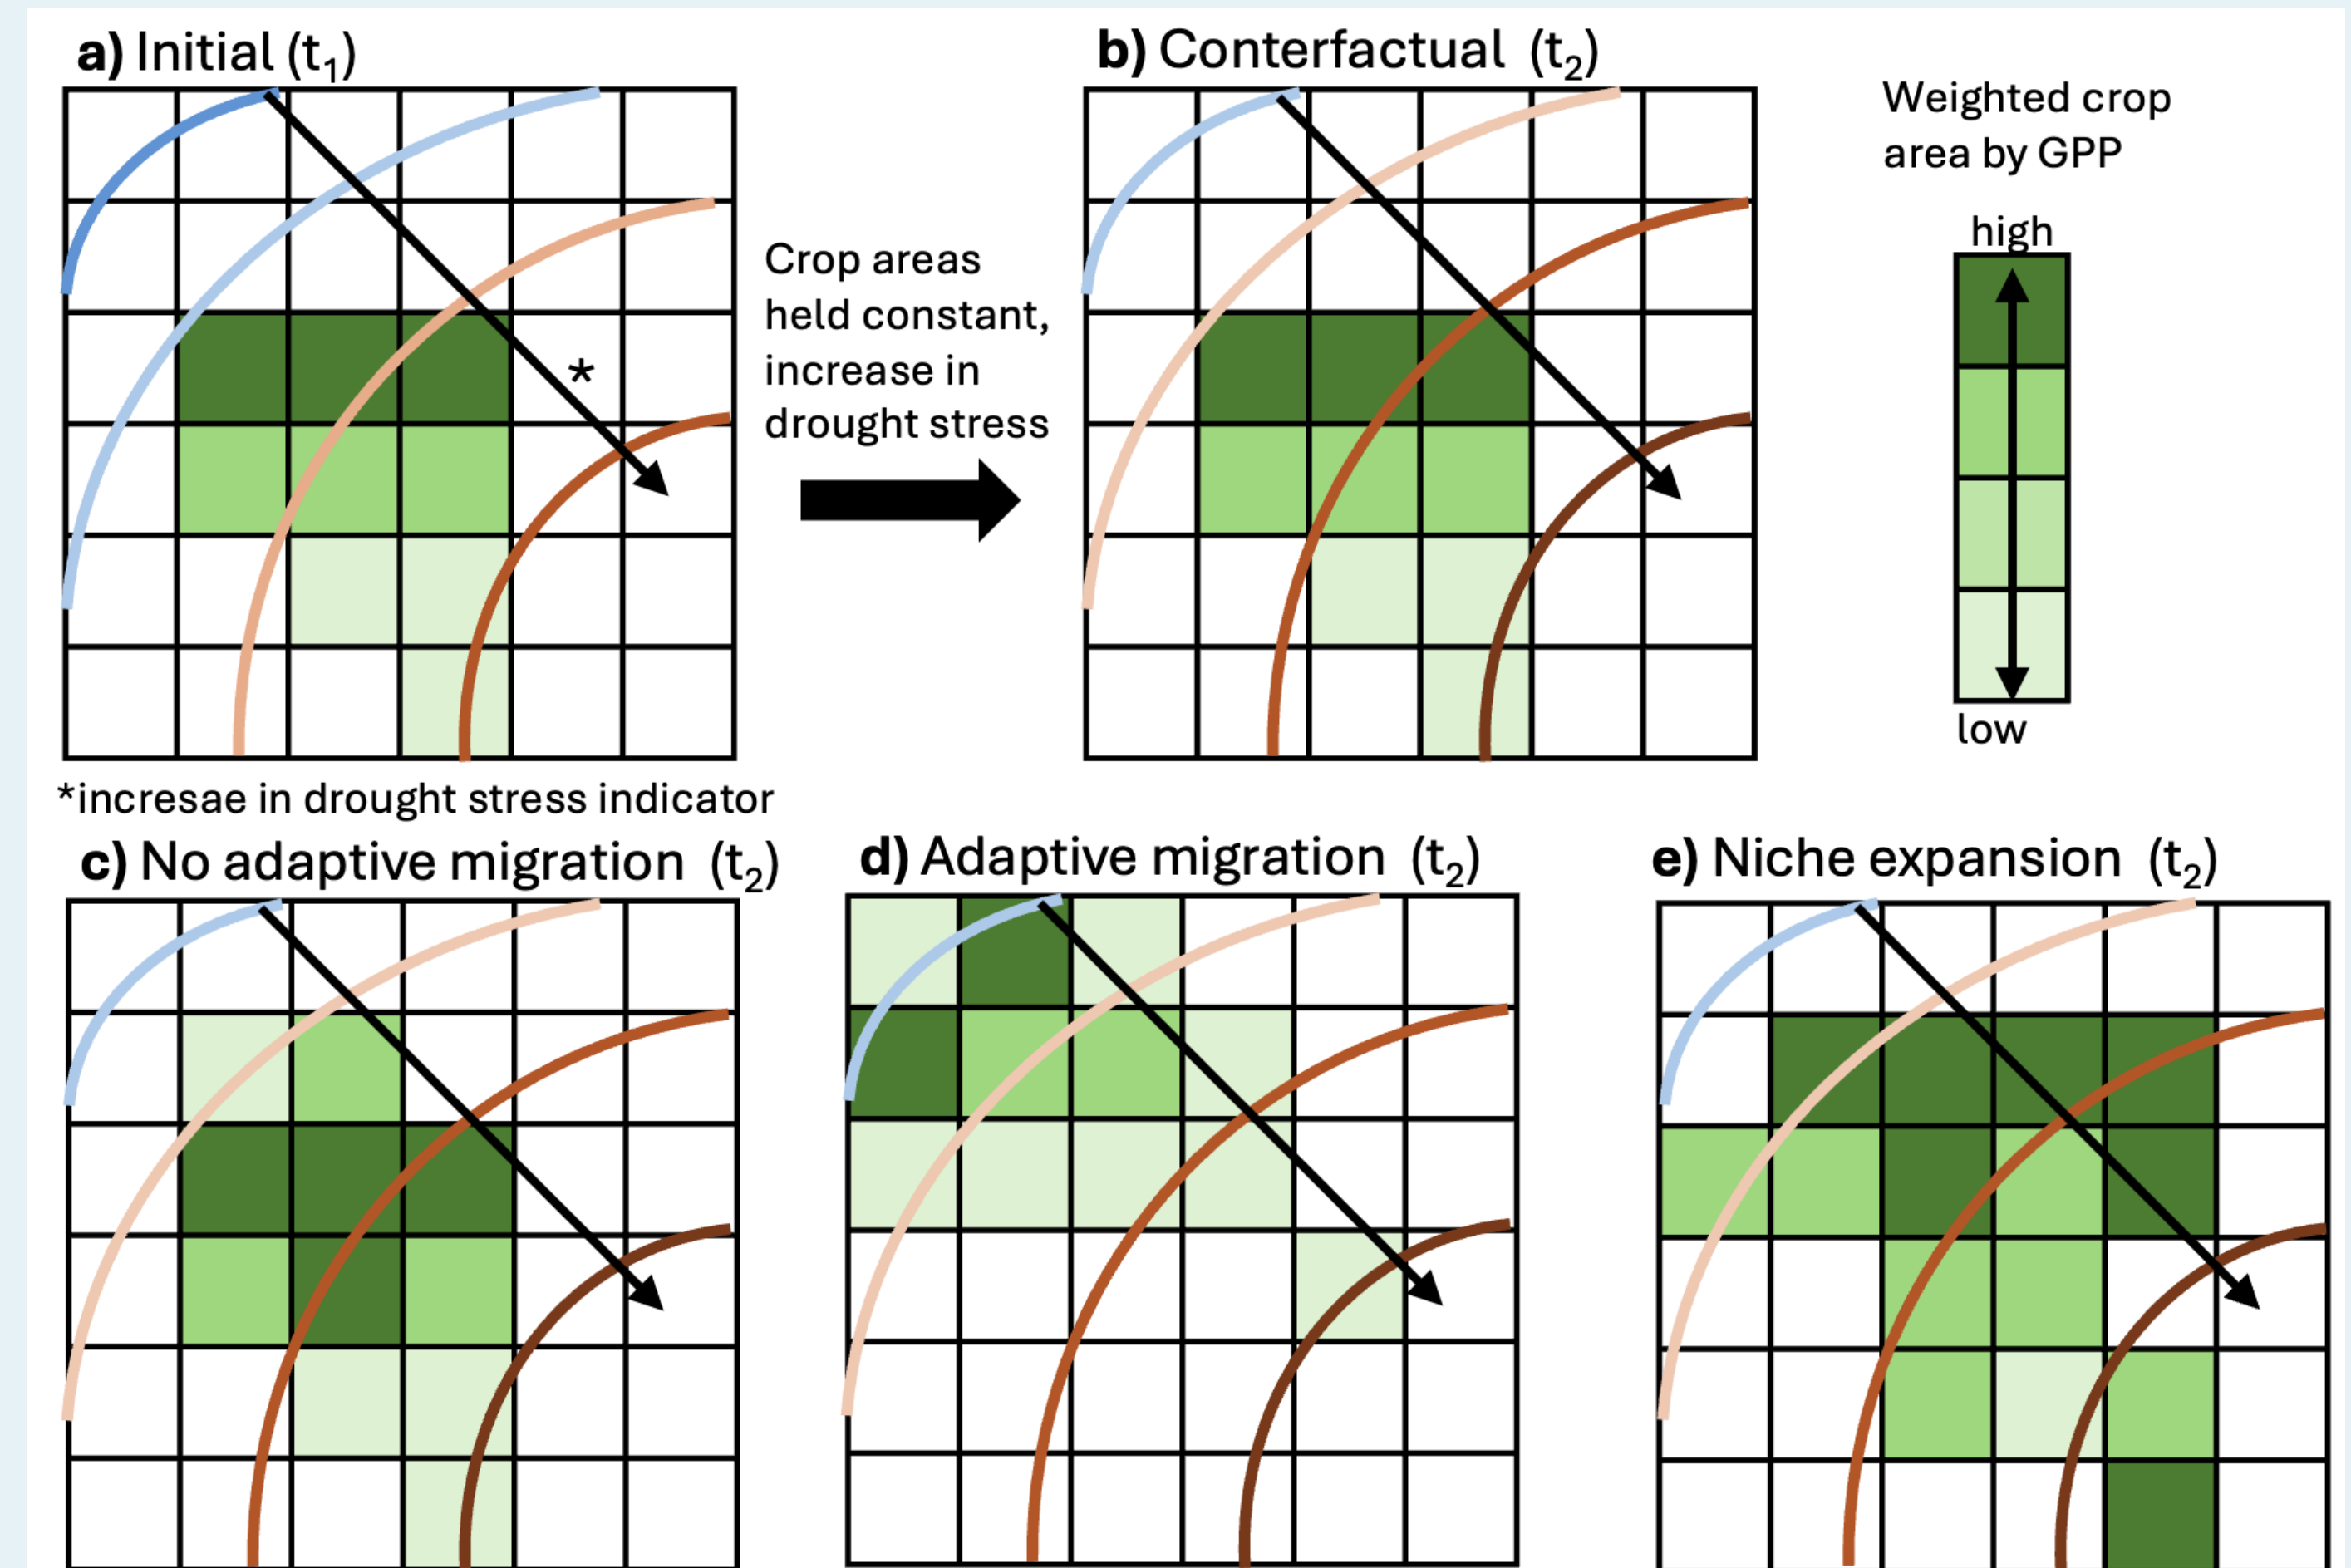 a) Initial (t1)
b) Conterfactual (t2)
Weighted crop
area by GPP
high
low
Crop areas
held constant,
increase in
drought stress
*
*incresae in drought stress indicator
c) No adaptive migration (t2)
d) Adaptive migration (t2)
e) Niche expansion (t2)